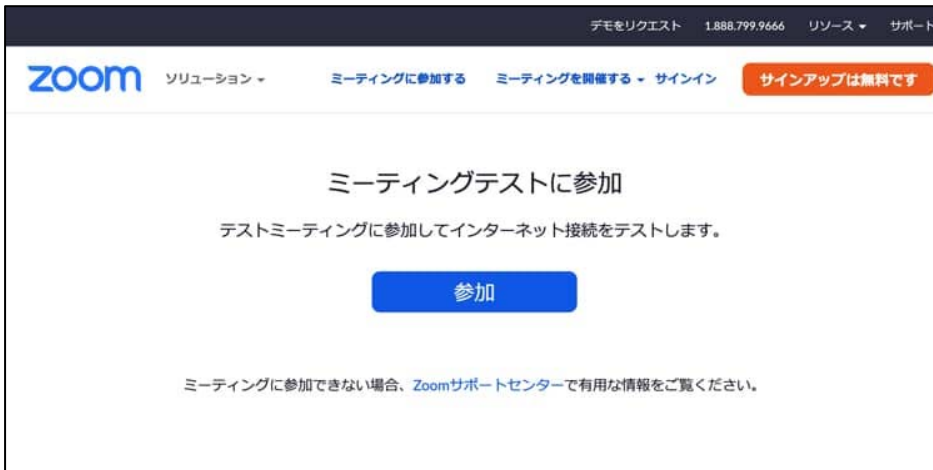 デモをリクエスト 1.888.799.9666 リソース サポート
zoom ソリューション ミーティングに参加する ミーティングを開催する サインイン サインアップは無料です
ミーティングテストに参加
テストミーティングに参加してインターネット接続をテストします。
参加
ミーティングに参加できない場合、Zoomサポートセンターで有用な情報をご覧ください。